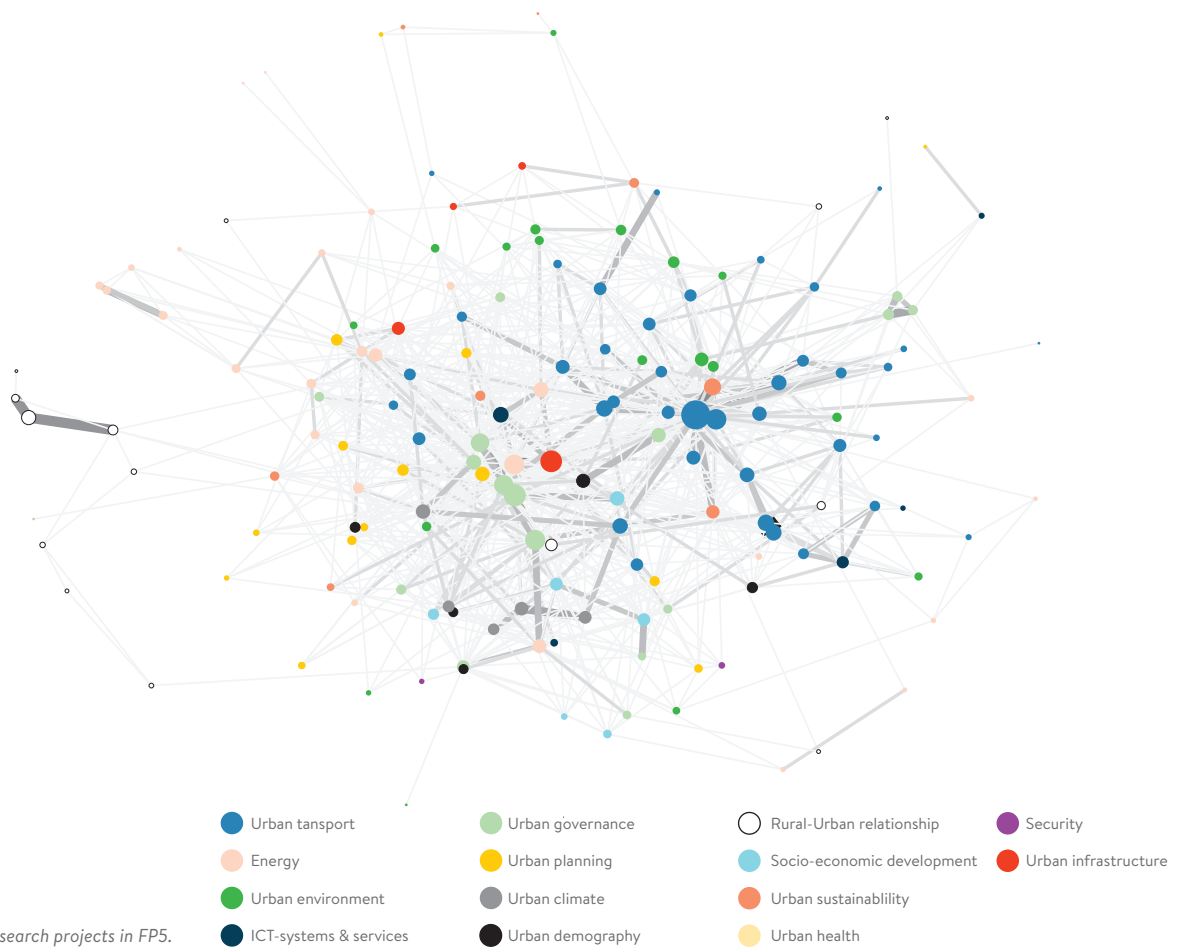 Urban tansport
Urban governance
Rural-Urban relationship
Security
Energy
Urban planning
Socio-economic development
Urban infrastructure
Urban environment
Urban climate
Urban sustainablility
search projects in FP5.
ICT-systems & services
Urban demography
Urban health